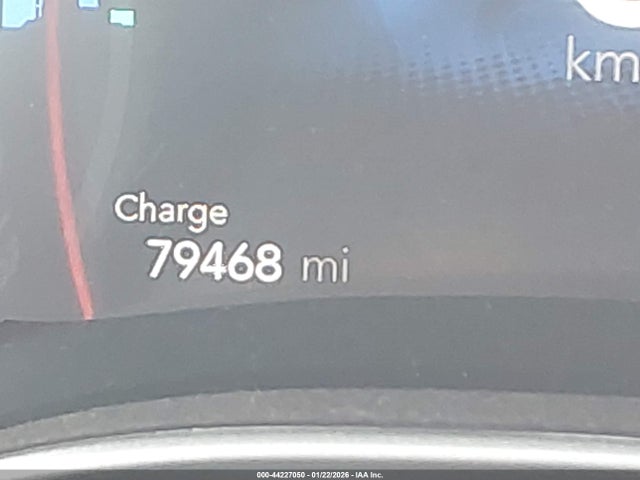 km
Charge
79468 mi
000-44227050 - 01/22/2026 - IAA Inc.